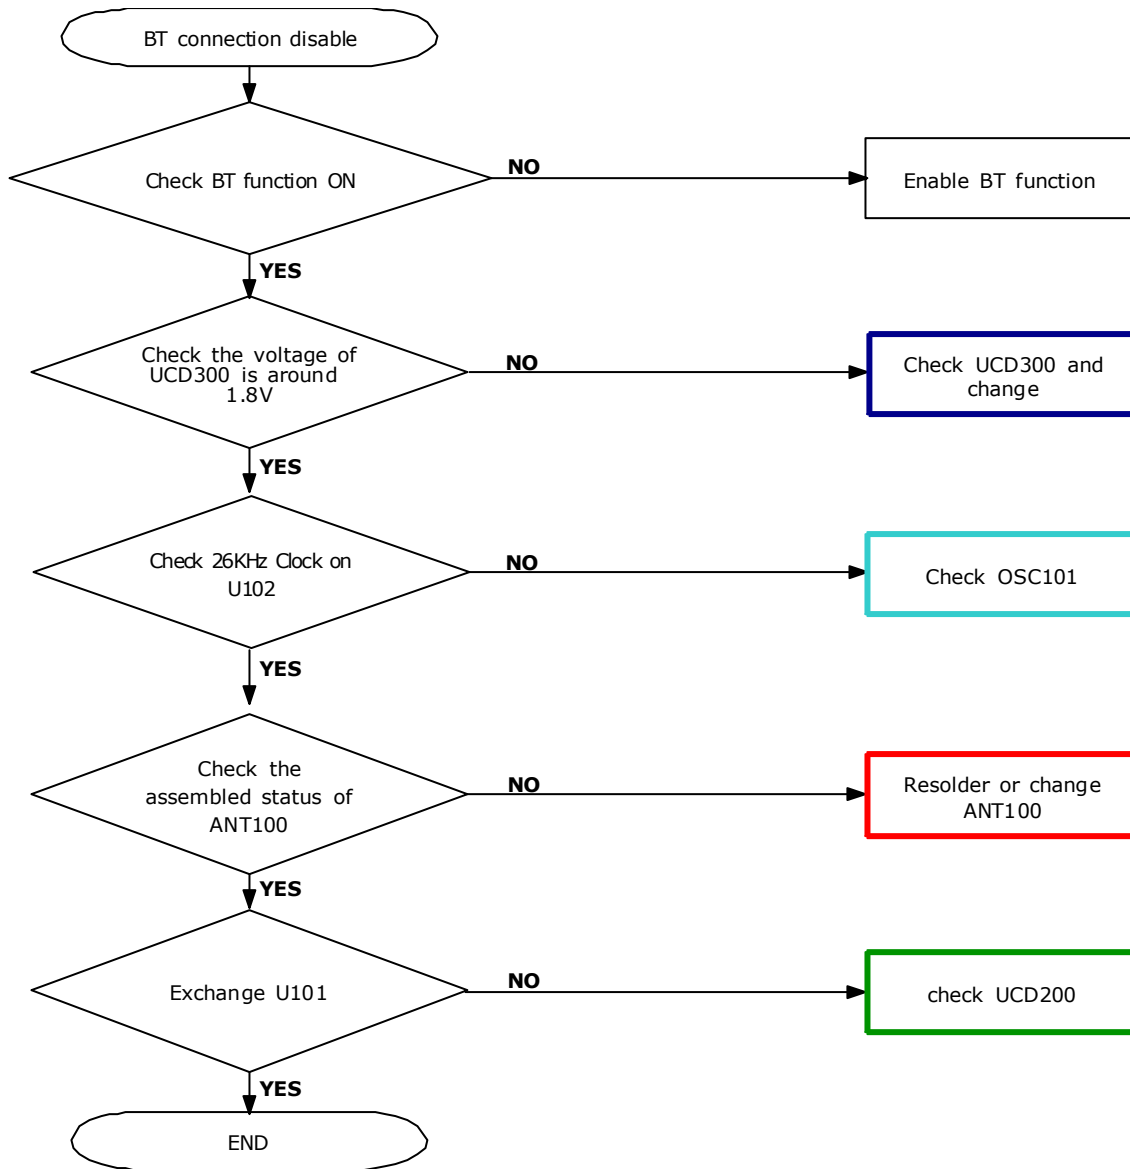 BT connection disable
Check BT function ON
NO
Enable BT function
YES
Check the voltage of
UCD300 is around
1.8V
NO
Check UCD300 and
change
YES
Check 26KHz Clock on
U102
NO
Check OSC101
YES
Check the
assembled status of
ANT100
NO
Resolder or change
ANT100
YES
Exchange U101
NO
check UCD200
YES
END